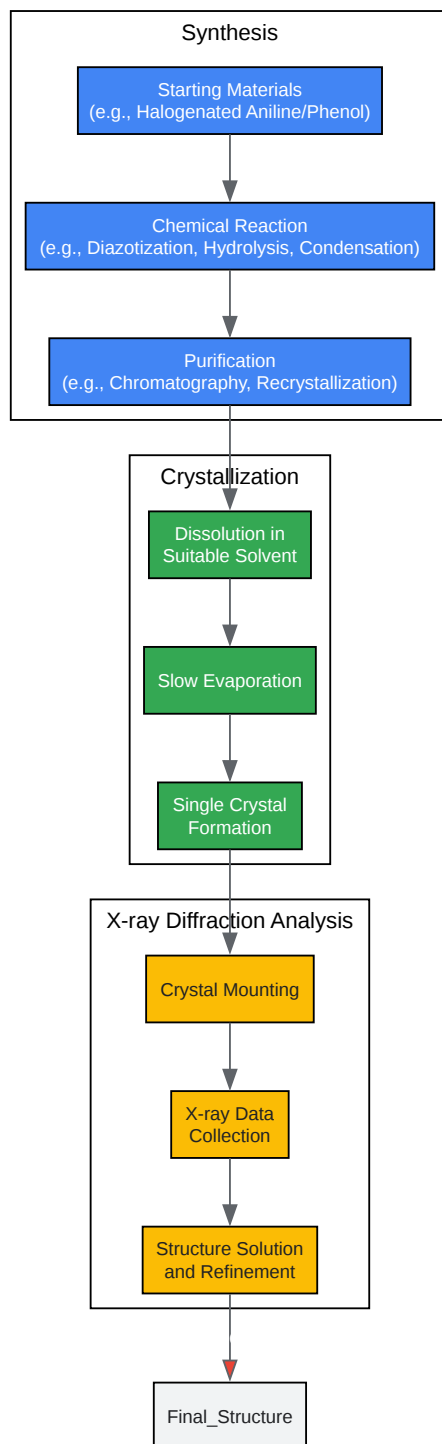 Synthesis
Starting Materials
(e.g., Halogenated Aniline/Phenol)
Chemical Reaction
(e.g., Diazotization, Hydrolysis, Condensation)
Purification
(e.g., Chromatography, Recrystallization)
Crystallization
Dissolution in
Suitable Solvent
Slow Evaporation
Single Crystal
Formation
X-ray Diffraction Analysis
Crystal Mounting
X-ray Data
Collection
Structure Solution
and Refinement
Final_Structure